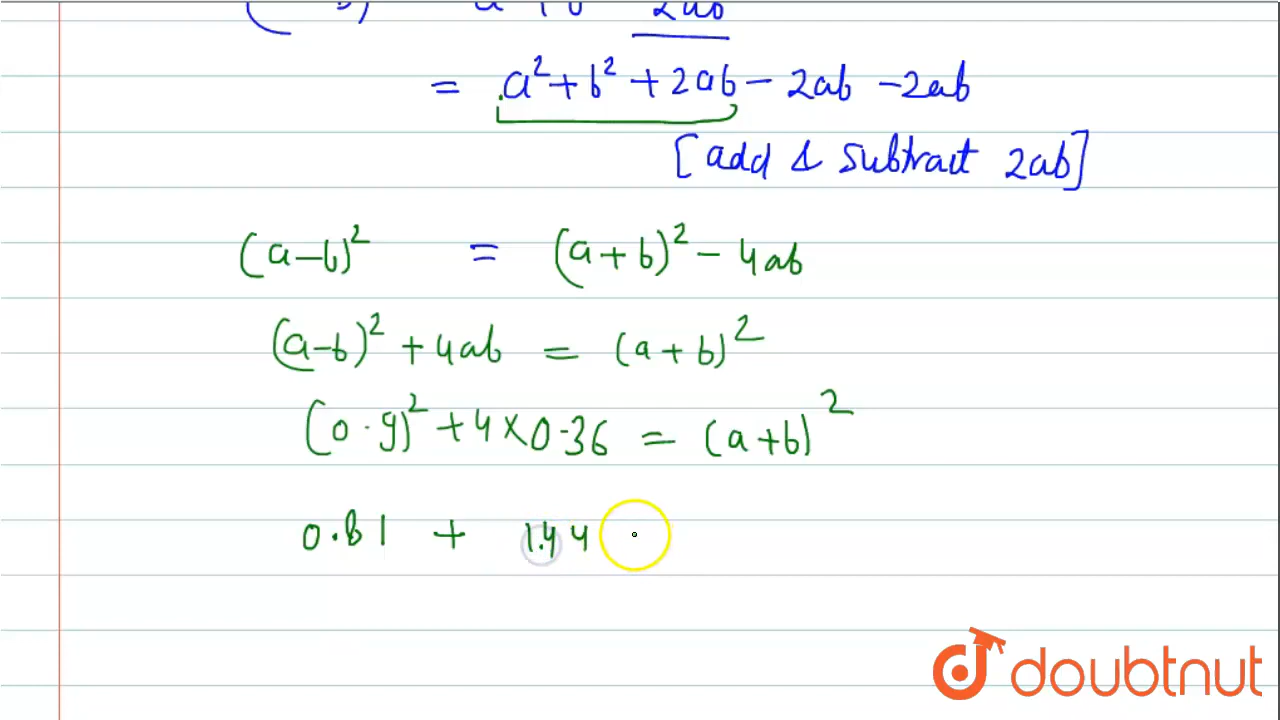 2ab
= a² + b² + 2ab - 2ab - 2ab
[add & subtract 2ab]
(a-b)² = (a+b)² - 4ab
(a-b)² + 4ab = (a+b)²
(0.9)² + 4×0.36 = (a+b)²
0.81 + 1.44
doubtnut